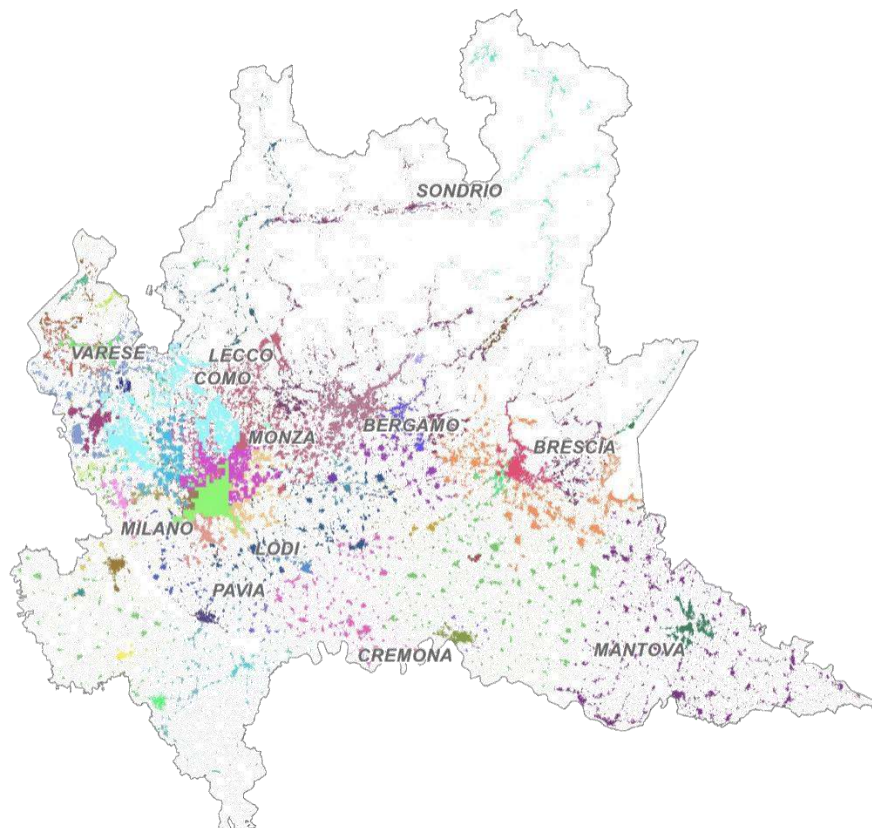 SONDRIO
VARESE
LECCO
COMO
BERGAMO
MONZA
BRESCIA
MILANO
LODI
PAVIA
CREMONA
MANTOVA